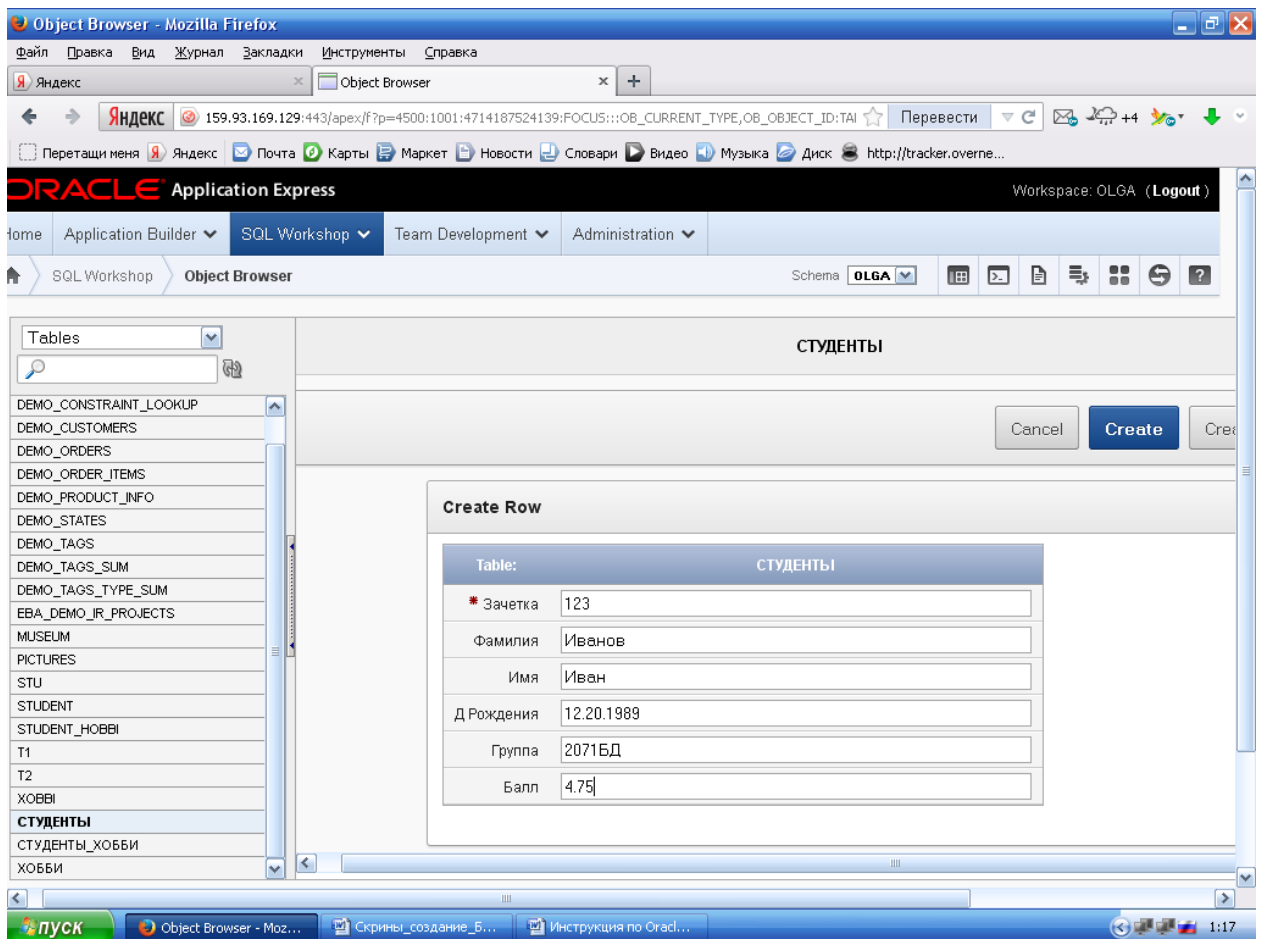 Object Browser - Mozilla Firefox
Файл Правка Вид Журнал Закладки Инструменты Справка
Яндекс Object Browser
Яндекс 159.93.169.129:443/apex/f?p=4500:1001:4714187524139:FOCUS:::OB_CURRENT_TYPE,OB_OBJECT_ID:TAI Перевести +4
Перетащи меня Яндекс Почта Карты Маркет Новости Словари Видео Музыка Диск http://tracker.overne...
ORACLE Application Express Workspace: OLGA (Logout)
Home Application Builder SQL Workshop Team Development Administration
SQL Workshop Object Browser Schema OLGA
Tables
СТУДЕНТЫ
DEMO_CONSTRAINT_LOOKUP
DEMO_CUSTOMERS
DEMO_ORDERS
DEMO_ORDER_ITEMS
DEMO_PRODUCT_INFO
DEMO_STATES
DEMO_TAGS
DEMO_TAGS_SUM
DEMO_TAGS_TYPE_SUM
EBA_DEMO_IR_PROJECTS
MUSEUM
PICTURES
STU
STUDENT
STUDENT_HOBBI
T1
T2
XOBBI
СТУДЕНТЫ
СТУДЕНТЫ_ХОББИ
ХОББИ
Cancel Create Crea
Create Row
Table: СТУДЕНТЫ
* Зачетка 123
Фамилия Иванов
Имя Иван
Д Рождения 12.20.1989
Группа 2071БД
Балл 4.75
пуск Object Browser - Moz... Скрины_создание_Б... Инструкция по Oracl... 1:17